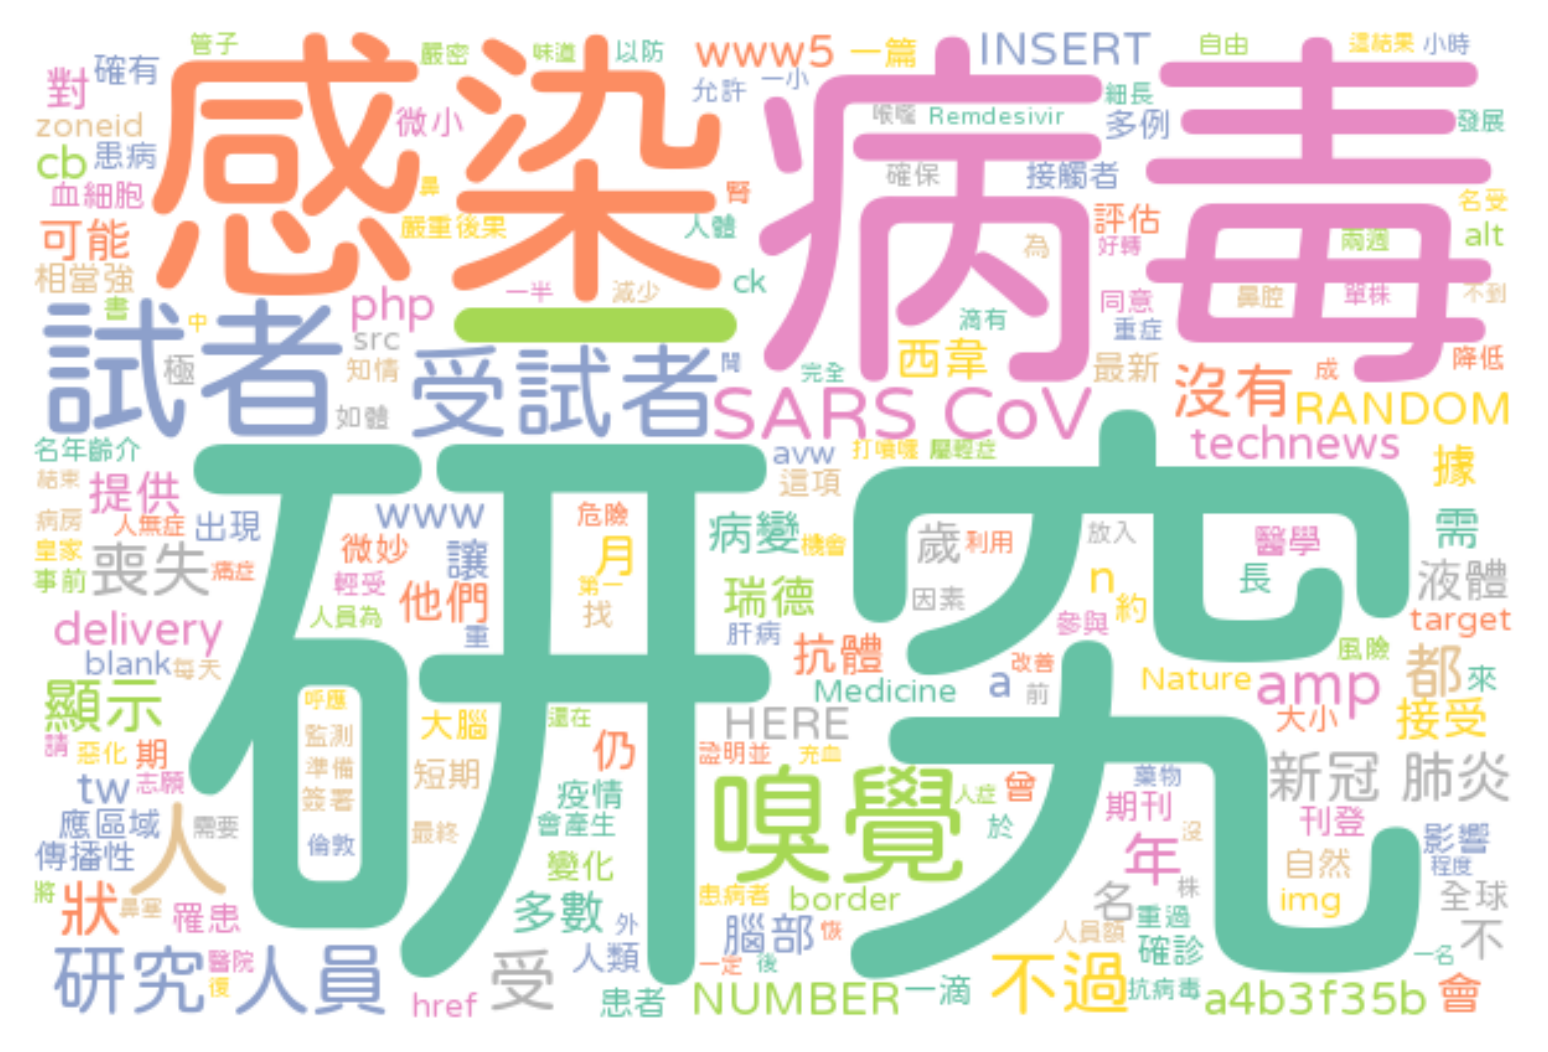 管子
嚴密
味道
以防
www5
一篇
INSERT
自由
這結果
小時
對
確有
感染
病毒
允許
一小
zoneid
微小
喉嚨
Remdesivir
細長
多例
發展
cb
患病
血細胞
鼻
腎
確保
接觸者
名受
可能
嚴重後果
人體
評估
好轉
為
兩週
alt
相當強
ck
書
中
php
一半
減少
一
同意
鼻腔
單株
不到
滴有
重症
試者
src
極
知情
受試者
聞
完全
西韋
最新
成
降低
如體
SARS CoV
沒有
RANDOM
名年齡介
avw
打噴嚏
屬輕症
technews
據
結束
提供
研究
這項
病房
人無症
出現
www
危險
病變
機會
歲
利用
放入
醫學
需
皇家
喪失
痛症
微妙
讓
月
事前
輕受
他們
第一
瑞德
因素
n
約
長
液體
人員為
找
參與
target
delivery
重
肝病
抗體
改善
風險
blank
每天
Medicine
a
前
Nature
amp
都
來
顯示
呼應
大腦
還在
HERE
大小
接受
請
惡化
期
監測
仍
證明並
充血
tw
志願
準備
短期
嗅覺
人症
曾
藥物
新冠 肺炎
簽署
疫情
期刊
應區域
人
需要
會產生
於
刊登
影響
傳播性
倫敦
最終
年
沒
程度
變化
自然
將
狀
鼻塞
罹患
多數
外
患病者
border
名
株
img
全球
腦部
恢
重過
研究人員
醫院
復
受
人類
一定
後
人員額
確診
不
一名
href
患者
NUMBER
一滴
不過
抗病毒
a4b3f35b
會